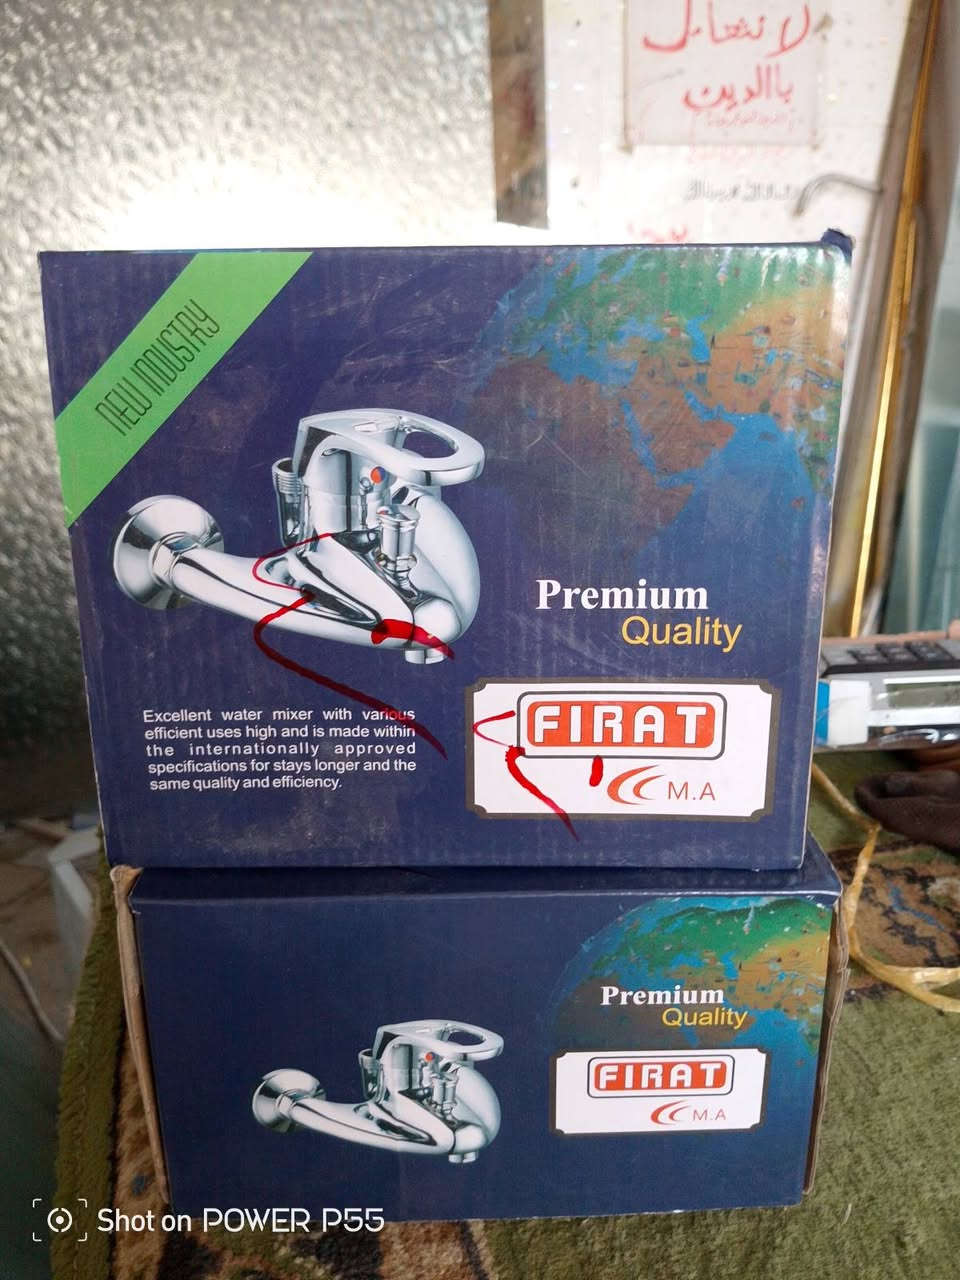 لا نتعامل
باالدين
NEW INDUSTRY
Premium
Quality
Excellent water mixer with various
efficient uses high and is made within
the internationally approved
specifications for stays longer and the
same quality and efficiency.
FIRAT
M.A
Premium
Quality
FIRAT
M.A
Shot on POWER P55